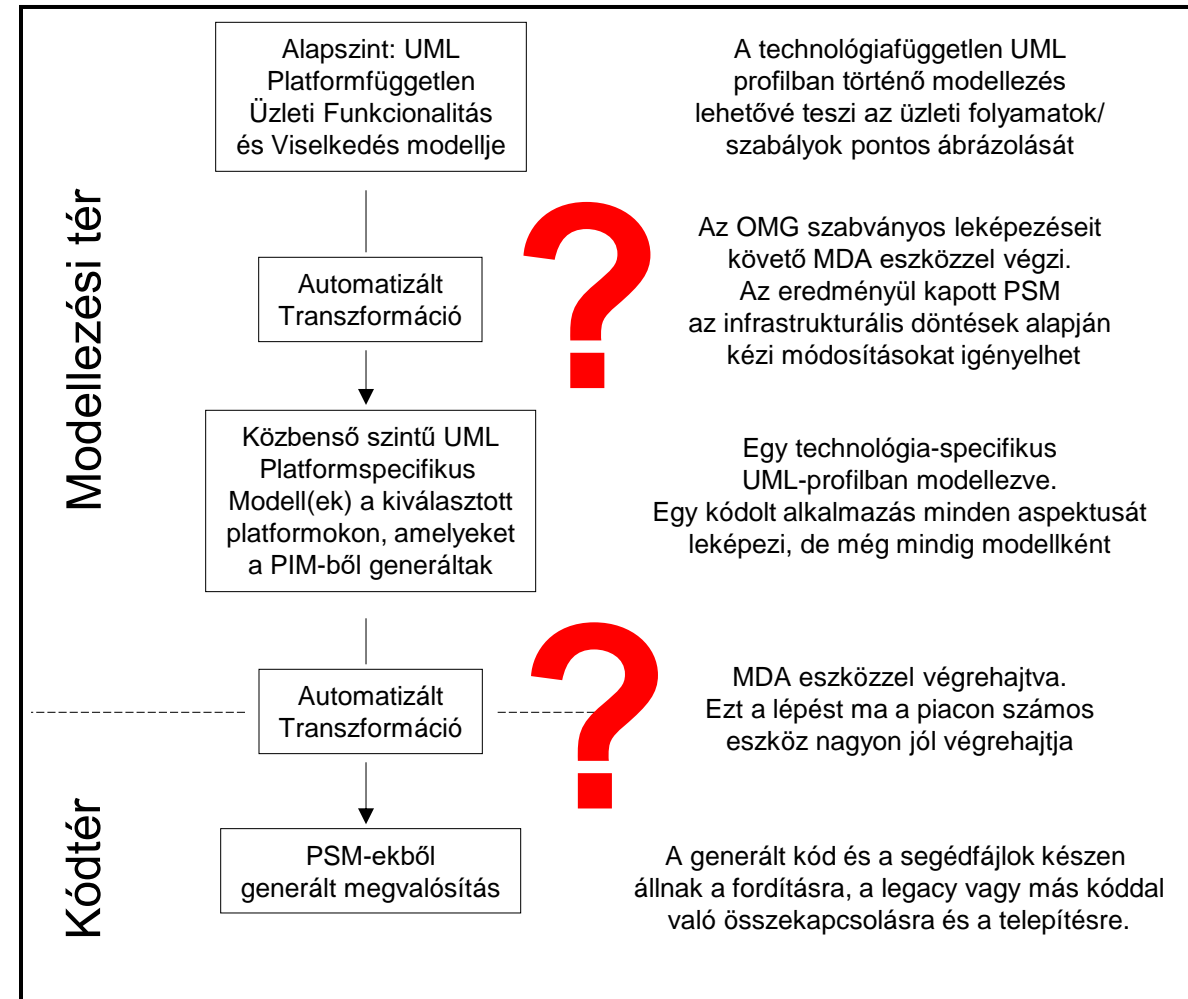 Alapszint: UML
Platformfüggetlen
Üzleti Funkcionalitás
és Viselkedés modellje
A technológiafüggetlen UML
profilban történő modellezés
lehetővé teszi az üzleti folyamatok/
szabályok pontos ábrázolását
Modellezési tér
Automatizált
Transzformáció
?
Az OMG szabványos leképezéseit
követő MDA eszközzel végzi.
Az eredményül kapott PSM
az infrastrukturális döntések alapján
kézi módosításokat igényelhet
Közbenső szintű UML
Platformspecifikus
Modell(ek) a kiválasztott
platformokon, amelyeket
a PIM-ből generáltak
Egy technológia-specifikus
UML-profilban modellezve.
Egy kódolt alkalmazás minden aspektusát
leképezi, de még mindig modellként
Automatizált
Transzformáció
?
MDA eszközzel végrehajtva.
Ezt a lépést ma a piacon számos
eszköz nagyon jól végrehajtja
Kódtér
PSM-ekből
generált megvalósítás
A generált kód és a segédfájlok készen
állnak a fordításra, a legacy vagy más kóddal
való összekapcsolásra és a telepítésre.